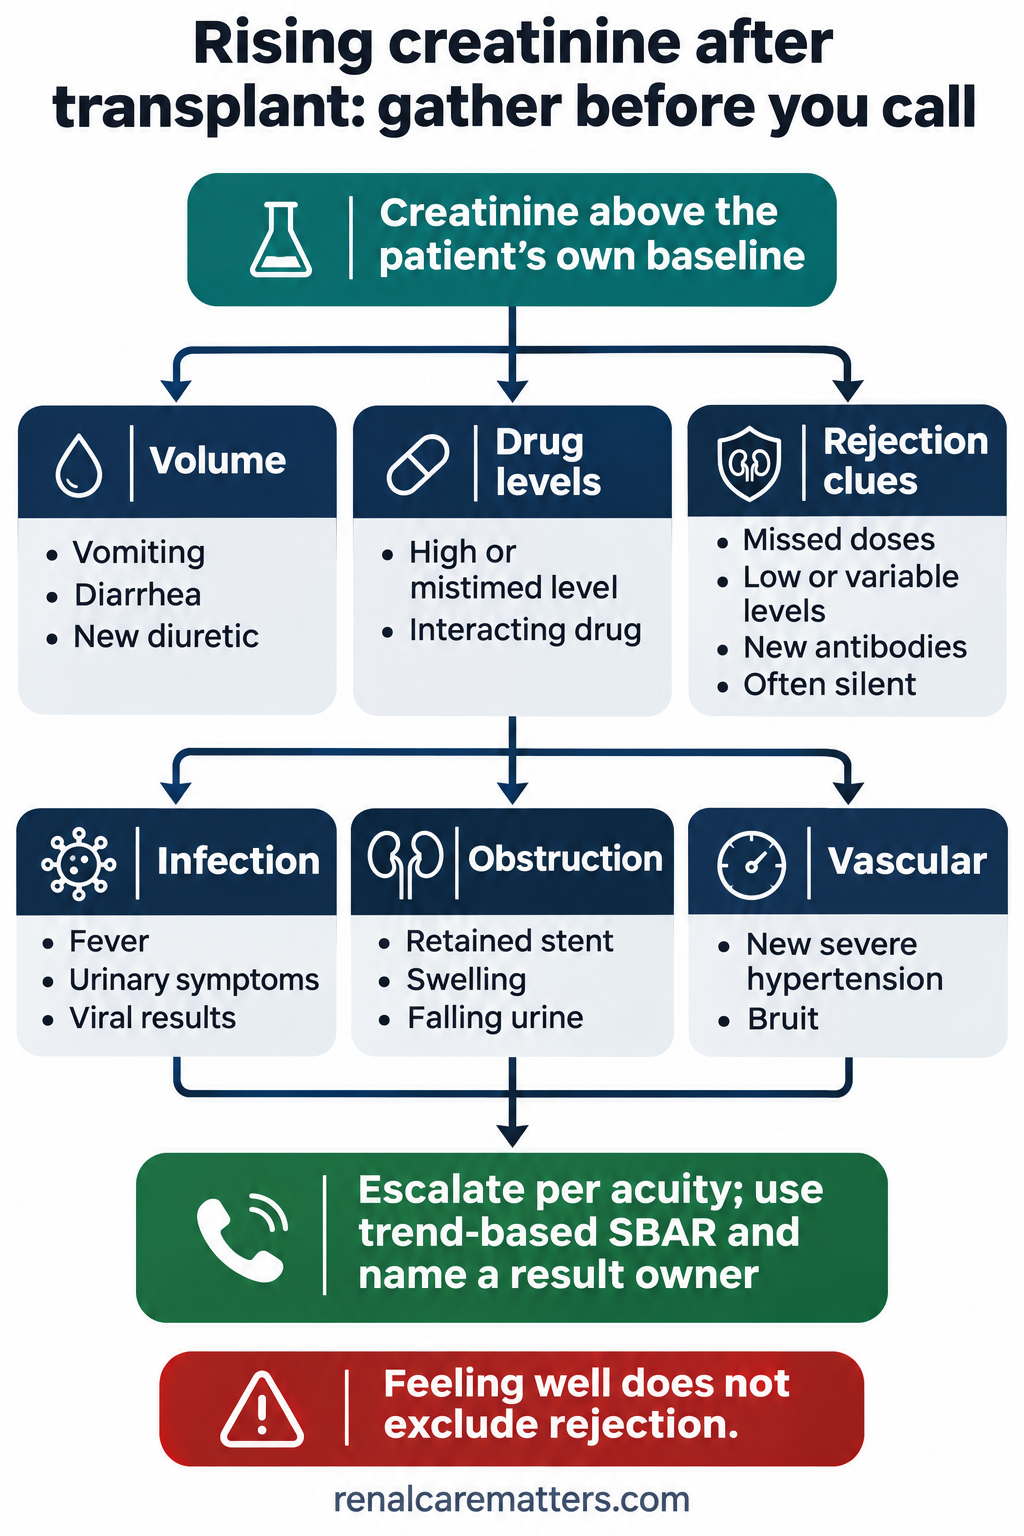 Rising creatinine after
transplant: gather before you call
Creatinine above the
patient's own baseline
Volume
• Vomiting
• Diarrhea
• New diuretic
Drug
levels
• High or
mistimed level
• Interacting drug
Rejection
clues
• Missed doses
• Low or variable
levels
• New antibodies
• Often silent
Infection
• Fever
• Urinary symptoms
• Viral results
Obstruction
• Retained stent
• Swelling
• Falling urine
Vascular
• New severe
hypertension
• Bruit
Escalate per acuity; use
trend-based SBAR and
name a result owner
Feeling well does not
exclude rejection.
renalcarematters.com